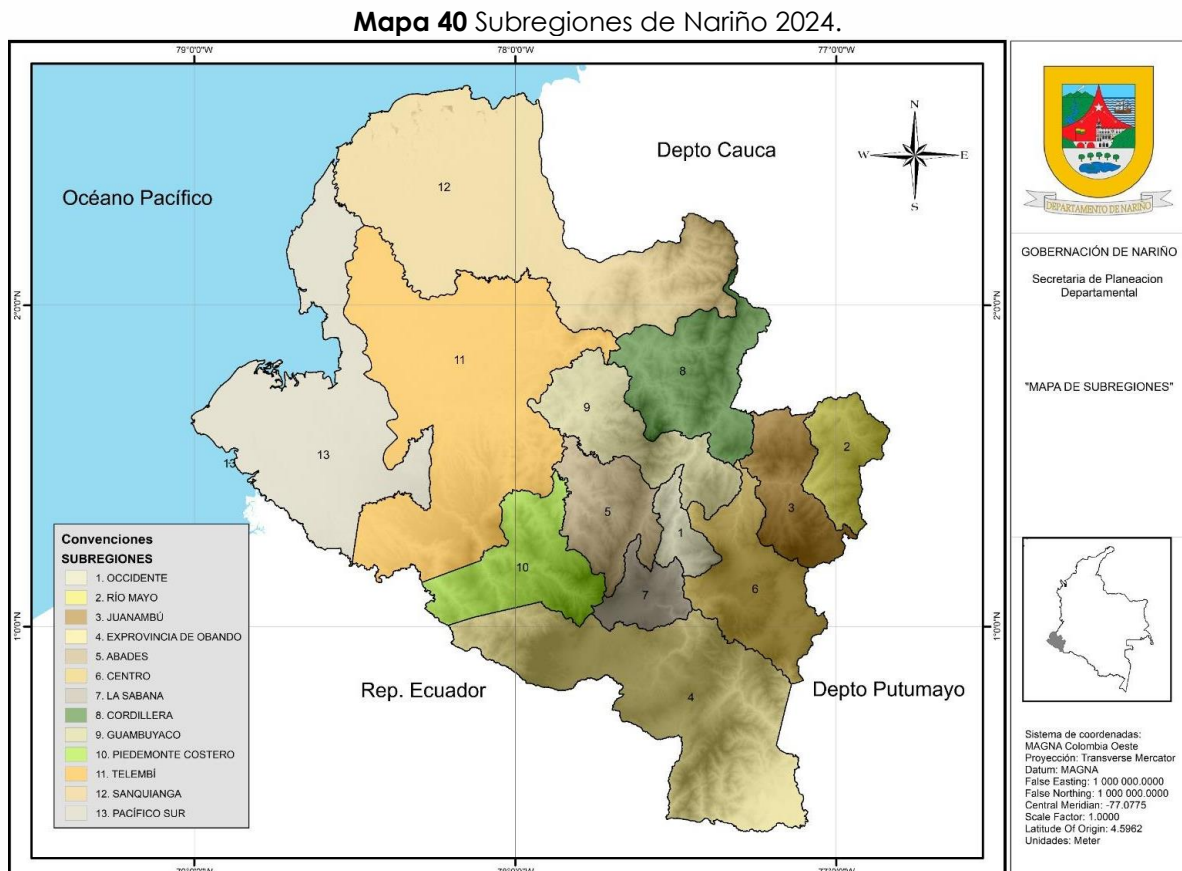 Mapa 40 Subregiones de Nariño 2024.
79°0'0"W
78°0'0"W
77°0'0"W
2°0'0"N
1°0'0"N
2°0'0"N
1°0'0"N
Océano Pacífico
Depto Cauca
N
W
E
S
12
11
8
9
2
13
13
3
5
1
10
7
6
4
Rep. Ecuador
Depto Putumayo
Convenciones
SUBREGIONES
1. OCCIDENTE
2. RÍO MAYO
3. JUANAMBÚ
4. EXPROVINCIA DE OBANDO
5. ABADES
6. CENTRO
7. LA SABANA
8. CORDILLERA
9. GUAMBUYACO
10. PIEDEMONTE COSTERO
11. TELEMBÍ
12. SANQUIANGA
13. PACÍFICO SUR
DEPARTAMENTO DE NARIÑO
GOBERNACIÓN DE NARIÑO
Secretaria de Planeacion
Departamental
"MAPA DE SUBREGIONES"
Sistema de coordenadas:
MAGNA Colombia Oeste
Proyección: Transverse Mercator
Datum: MAGNA
False Easting: 1 000 000.0000
False Northing: 1 000 000.0000
Central Meridian: -77.0775
Scale Factor: 1.0000
Latitude Of Origin: 4.5962
Unidades: Meter